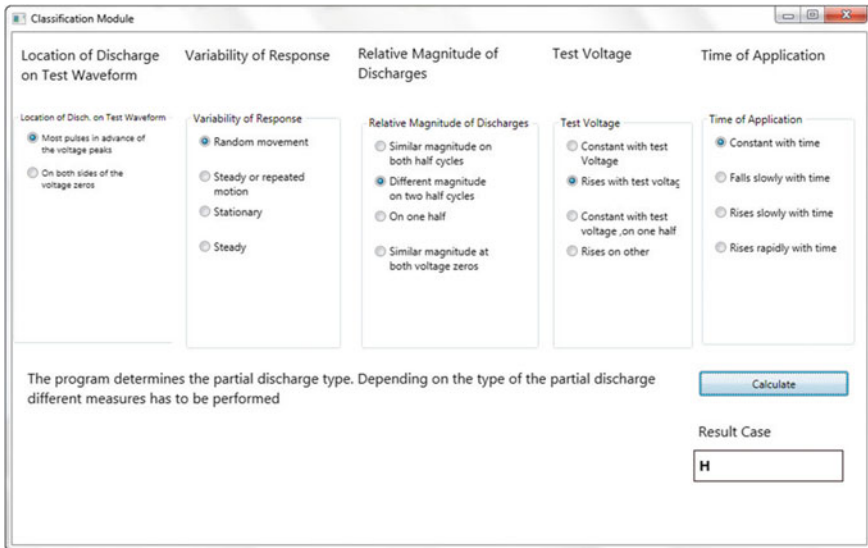 Classification Module
Location of Discharge
on Test Waveform
Variability of Response
Relative Magnitude of
Discharges
Test Voltage
Time of Application
Location of Disch. on Test Waveform
Most pulses in advance of
the voltage peaks
On both sides of the
voltage zeros
Variability of Response
Random movement
Steady or repeated
motion
Stationary
Steady
Relative Magnitude of Discharges
Similar magnitude on
both half cycles
Different magnitude
on two half cycles
On one half
Similar magnitude at
both voltage zeros
Test Voltage
Constant with test
Voltage
Rises with test voltag
Constant with test
voltage ,on one half
Rises on other
Time of Application
Constant with time
Falls slowly with time
Rises slowly with time
Rises rapidly with time
The program determines the partial discharge type. Depending on the type of the partial discharge
different measures has to be performed
Calculate
Result Case
H